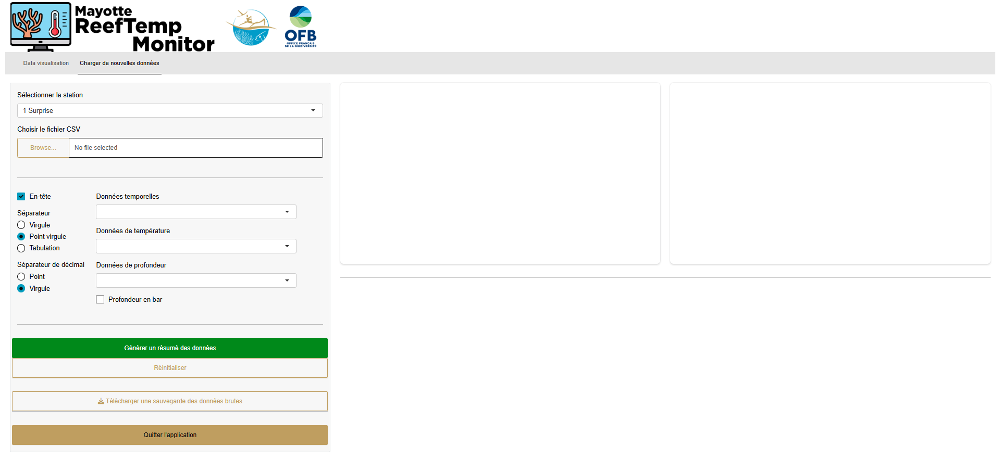 Mayotte
ReefTemp
Monitor
OFB
OFFICE FRANÇAIS
DE LA BIODIVERSITÉ
Data visualisation
Charger de nouvelles données
Sélectionner la station
1 Surprise
Choisir le fichier CSV
Browse...
No file selected
En-tête
Séparateur
Virgule
Point virgule
Tabulation
Séparateur de décimal
Point
Virgule
Données temporelles
Données de température
Données de profondeur
Profondeur en bar
Générer un résumé des données
Réinitialiser
Télécharger une sauvegarde des données brutes
Quitter l'application